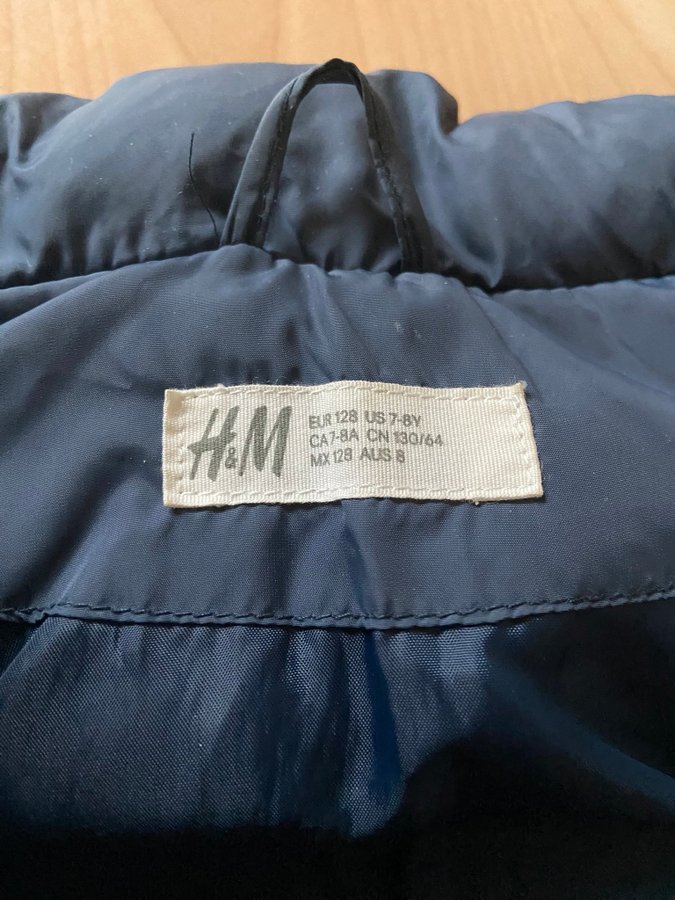 H&M
EUR 128 US 7-8Y
CA 7-8A CN 130/64
MX 128 AUS 8